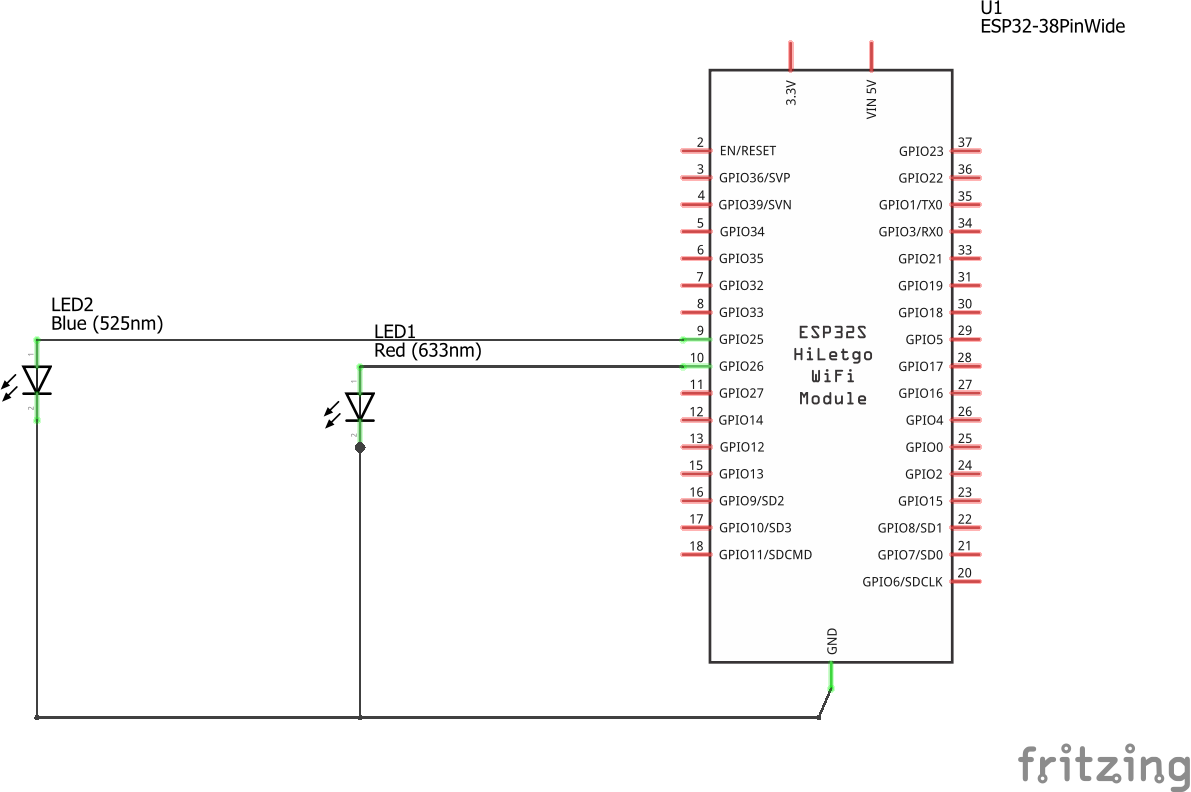 U1
ESP32-38PinWide
3.3V
VIN 5V
2 EN/RESET
GPIO23 37
3 GPIO36/SVP
GPIO22 36
4 GPIO39/SVN
GPIO1/TX0 35
5 GPIO34
GPIO3/RX0 34
6 GPIO35
GPIO21 33
7 GPIO32
GPIO19 31
8 GPIO33
GPIO18 30
LED2
Blue (525nm)
9 GPIO25
GPIO5 29
LED1
Red (633nm)
10 GPIO26
GPIO17 28
ESP32S
HiLetgo
WiFi
Module
11 GPIO27
GPIO16 27
12 GPIO14
GPIO4 26
13 GPIO12
GPIO0 25
15 GPIO13
GPIO2 24
16 GPIO9/SD2
GPIO15 23
17 GPIO10/SD3
GPIO8/SD1 22
18 GPIO11/SDCMD
GPIO7/SD0 21
GPIO6/SDCLK 20
1
2
1
2
GND
fritzing